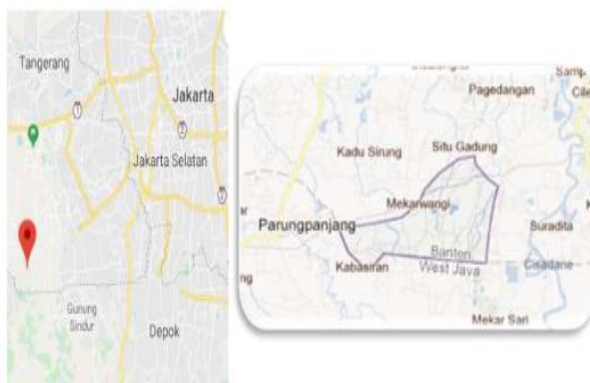 Tangerang
Jakarta
Jakarta Selatan
Gunung
Sindur
Depok
Pagedangan
Situ Gadung
Kadu Sirung
Mekarwangi
Parungpanjang
Suradita
Banten
Kabasiran
West Java
Cisadane
Mekar Sari